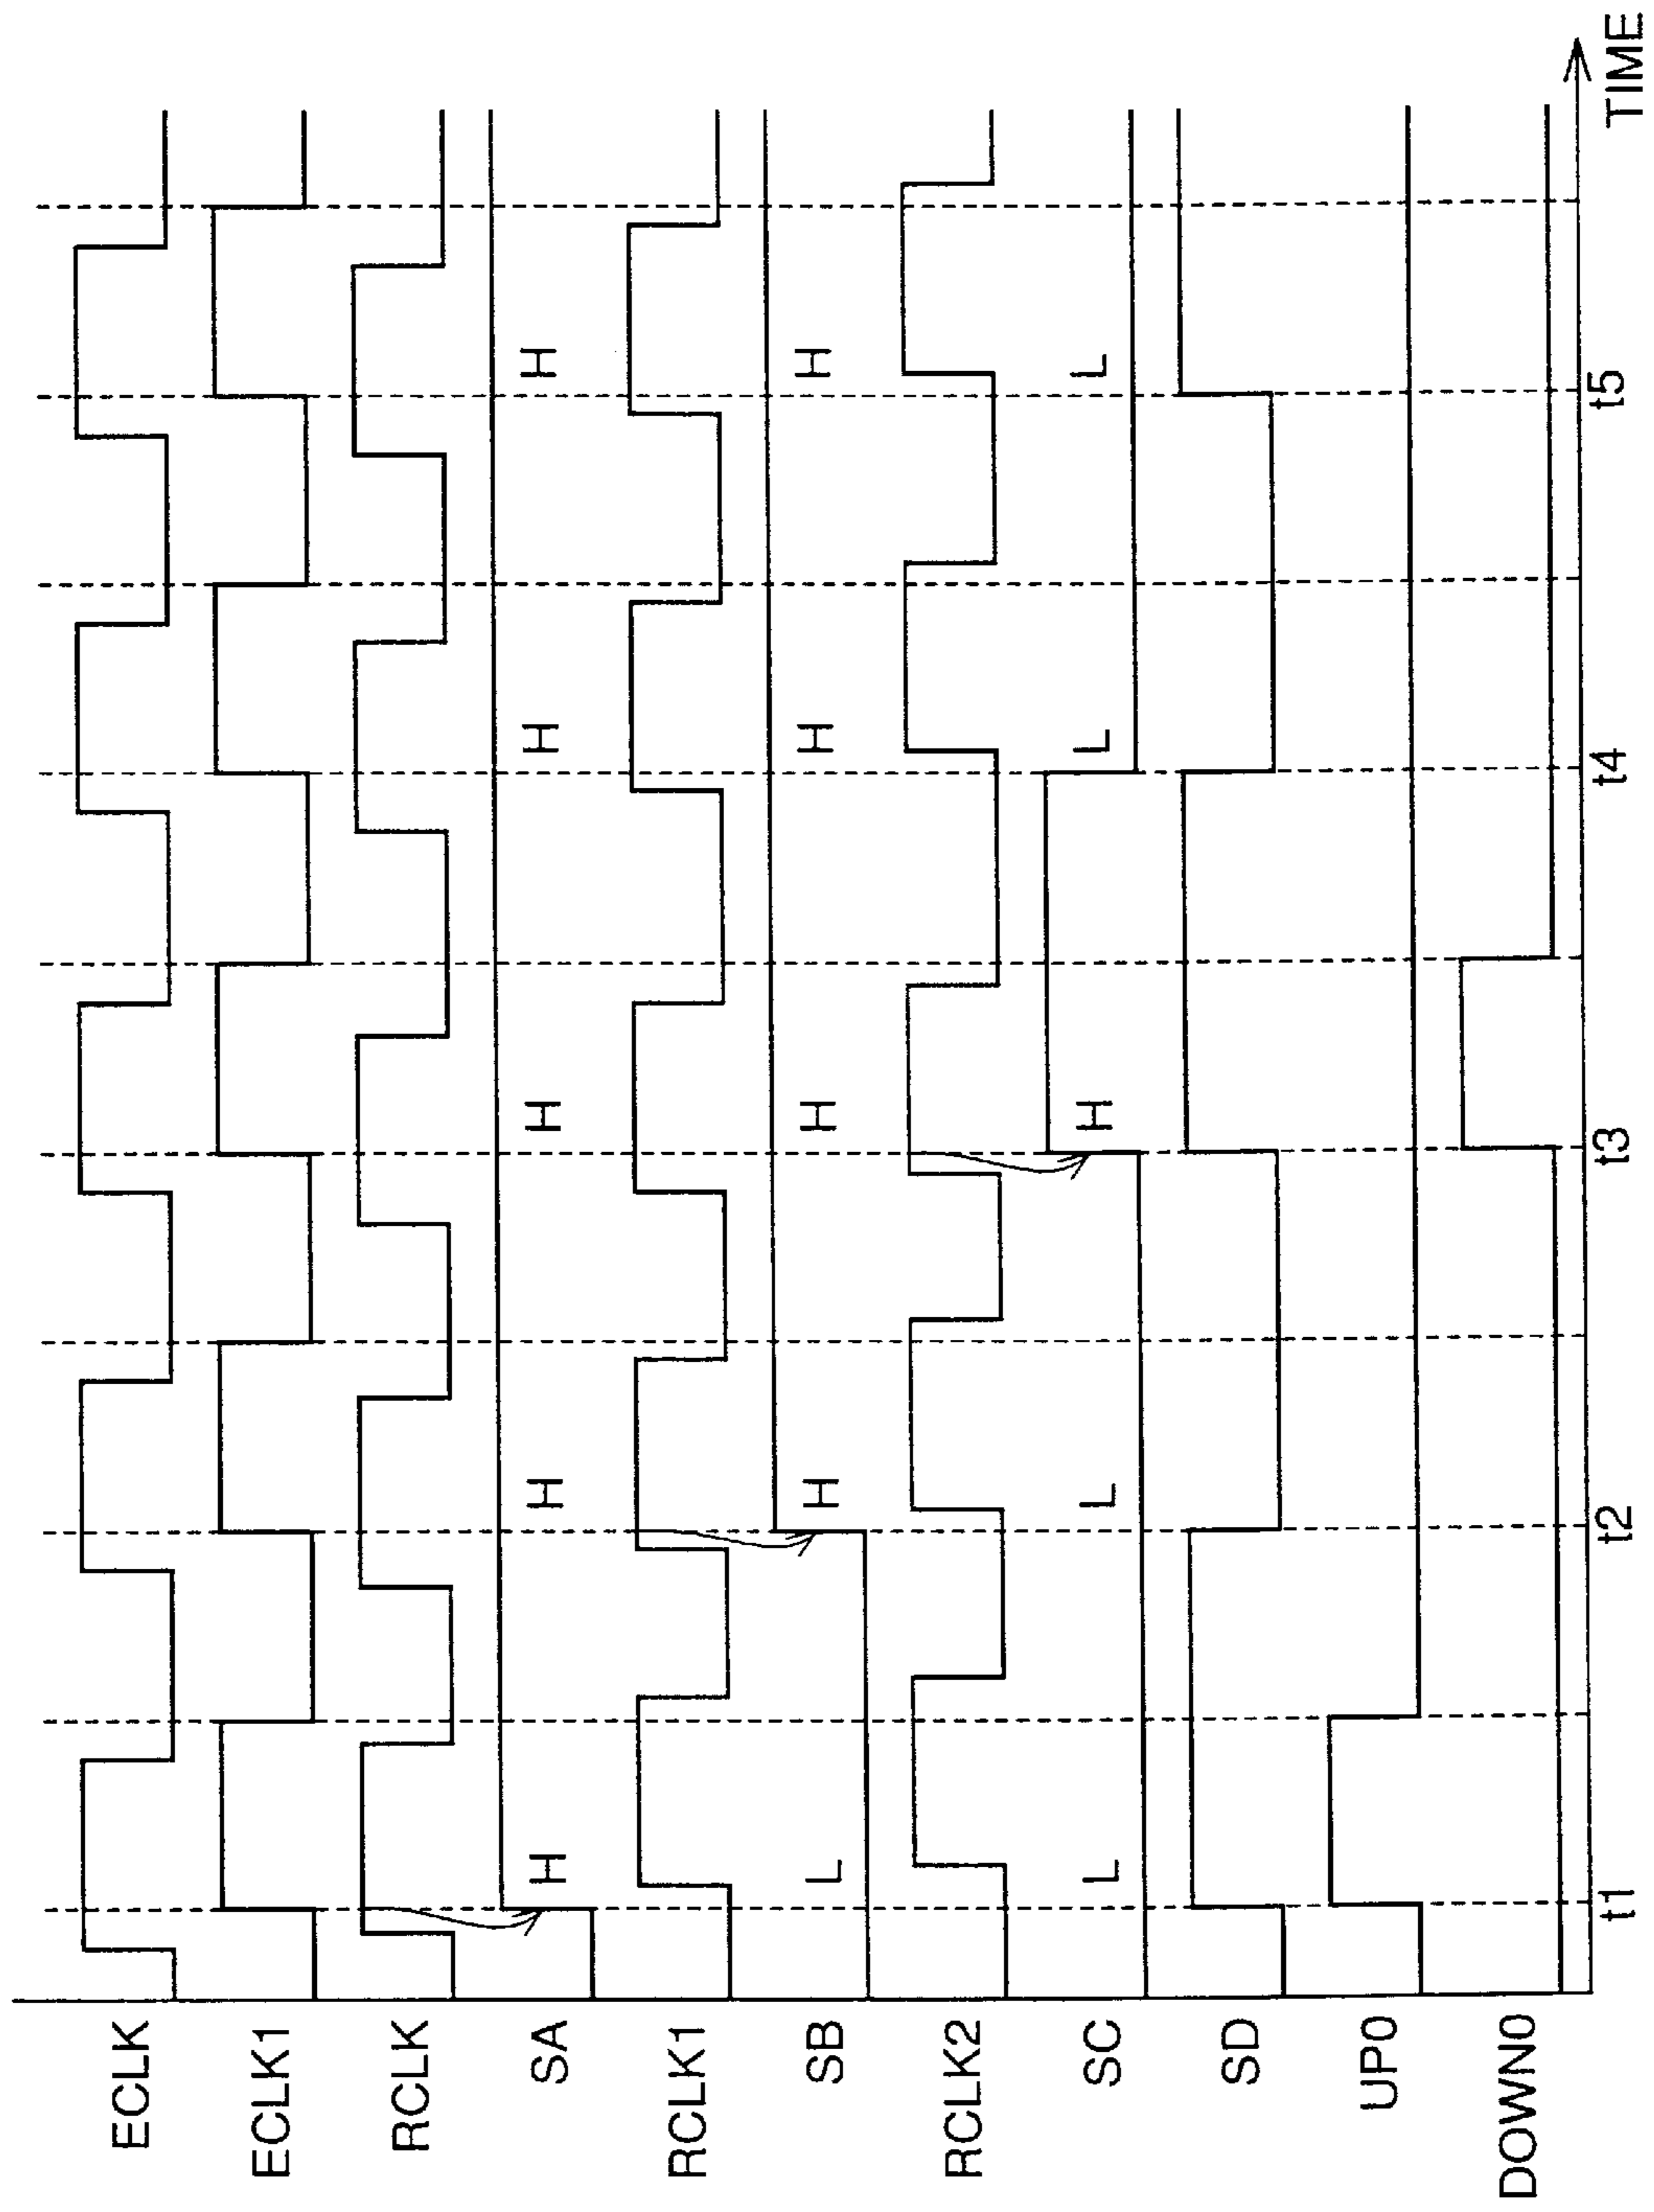 ECLK
ECLK1
RCLK
SA H H H H H
RCLK1
SB L H H H H
RCLK2
SC L L H L L
SD
UP0
DOWN0
t1 t2 t3 t4 t5 TIME